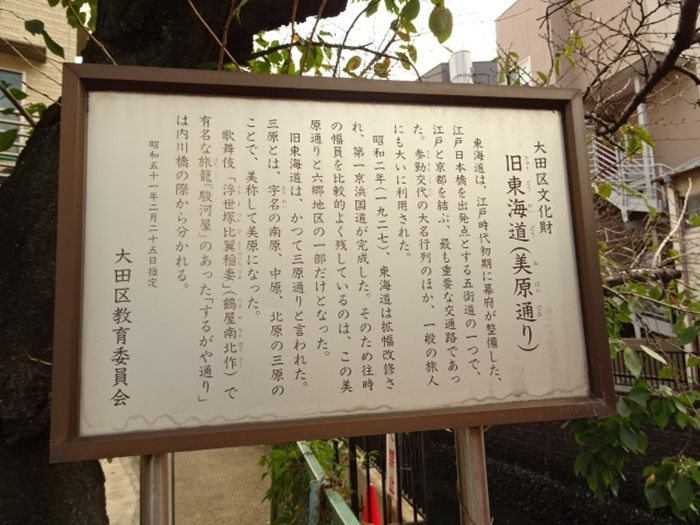 大田区文化財
旧東海道(美原通り)
東海道は、江戸時代初期に幕府が整備した、
江戸日本橋を出発点とする五街道の一つで、
江戸と京都を結ぶ、最も重要な交通路であっ
た。参勤交代の大名行列のほか、一般の旅人
にも大いに利用された。
昭和二年(一九二七)、東海道は拡幅改修さ
れ、第一京浜国道が完成した。そのため往時
の幅員を比較的よく残しているのは、この美
原通りと六郷地区の一部だけとなった。
旧東海道は、かつて三原通りと言われた。
三原とは、字名の南原、中原、北原の三原の
ことで、美称して美原になった。
歌舞伎「浮世塚比翼稲妻」(鶴屋南北作)で
有名な旅籠「駿河屋」のあった「するがや通り」
は内川橋の際から分かれる。
昭和五十一年二月二十五日指定
大田区教育委員会